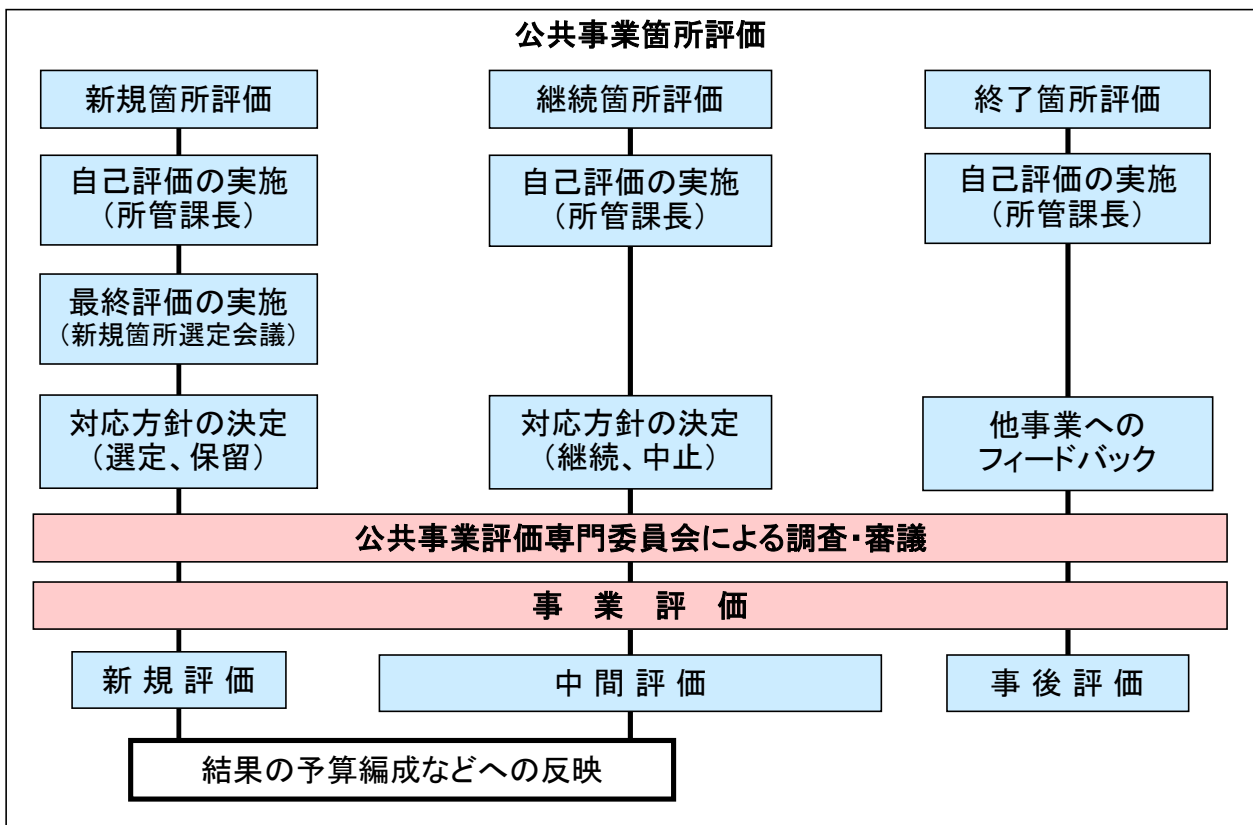 公共事業箇所評価
新規箇所評価
継続箇所評価
終了箇所評価
自己評価の実施
（所管課長）
自己評価の実施
（所管課長）
自己評価の実施
（所管課長）
最終評価の実施
（新規箇所選定会議）
対応方針の決定
（選定、保留）
対応方針の決定
（継続、中止）
他事業への
フィードバック
公共事業評価専門委員会による調査・審議
事　業　評　価
新 規 評 価
中 間 評 価
事 後 評 価
結果の予算編成などへの反映